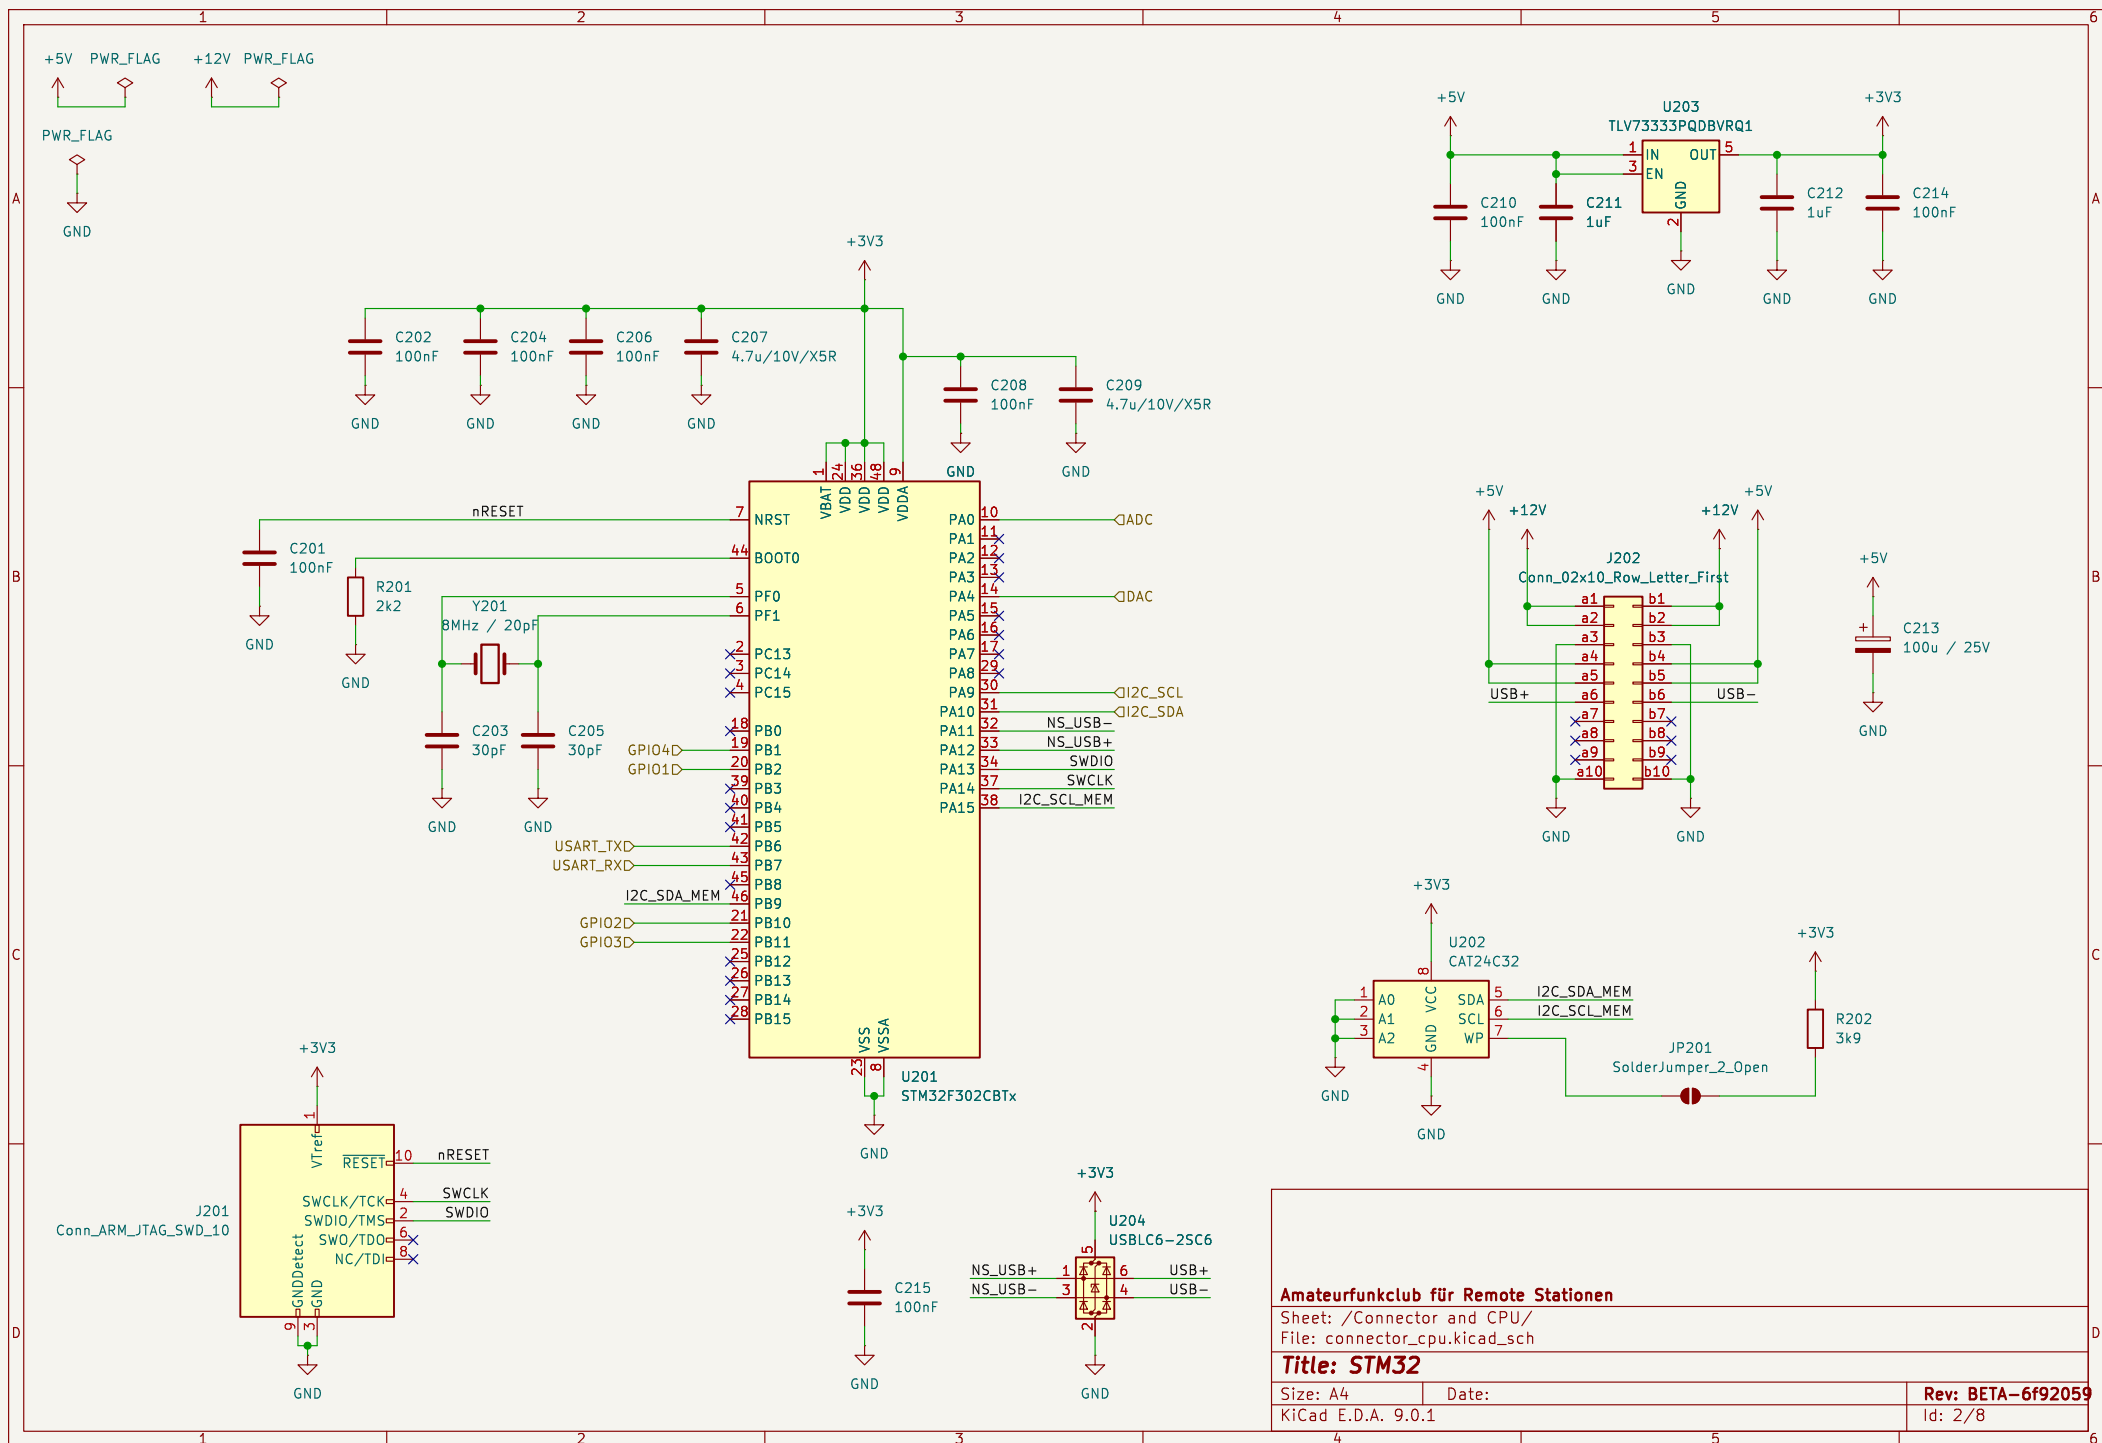 1 2 3 4 5 6
+5V PWR_FLAG +12V PWR_FLAG
PWR_FLAG
GND
A
B
C
D
+5V
U203
TLV73333PQDBVRQ1
+3V3
1 IN OUT 5
3 EN
GND
2
C210
100nF
C211
1uF
C212
1uF
C214
100nF
GND GND GND GND GND
+3V3
C202
100nF
C204
100nF
C206
100nF
C207
4.7u/10V/X5R
GND GND GND GND
C208
100nF
C209
4.7u/10V/X5R
GND GND
1 24 36 48 9
VBAT VDD VDD VDD VDDA
nRESET 7 NRST
44 BOOT0
5 PF0
6 PF1
2 PC13
3 PC14
4 PC15
18 PB0
GPIO4 19 PB1
GPIO1 20 PB2
39 PB3
40 PB4
41 PB5
USART_TX 42 PB6
USART_RX 43 PB7
45 PB8
I2C_SDA_MEM 46 PB9
GPIO2 21 PB10
GPIO3 22 PB11
25 PB12
26 PB13
27 PB14
28 PB15
PA0 10 ADC
PA1 11
PA2 12
PA3 13
PA4 14 DAC
PA5 15
PA6 16
PA7 17
PA8 29
PA9 30 I2C_SCL
PA10 31 I2C_SDA
PA11 32 NS_USB-
PA12 33 NS_USB+
PA13 34 SWDIO
PA14 37 SWCLK
PA15 38 I2C_SCL_MEM
VSS VSSA
23 8
U201
STM32F302CBTx
GND
C201
100nF
GND
R201
2k2
GND
Y201
8MHz / 20pF
C203
30pF
C205
30pF
GND GND
+5V +5V
+12V +12V
J202
Conn_02x10_Row_Letter_First
a1 b1
a2 b2
a3 b3
a4 b4
a5 b5
USB+ a6 b6 USB-
a7 b7
a8 b8
a9 b9
a10 b10
GND GND
+5V
+
C213
100u / 25V
GND
+3V3
U202
CAT24C32
8
VCC
1 A0 SDA 5 I2C_SDA_MEM
2 A1 SCL 6 I2C_SCL_MEM
3 A2 WP 7
GND
4
GND GND
JP201
SolderJumper_2_Open
+3V3
R202
3k9
+3V3
1
VTref
RESET 10 nRESET
SWCLK/TCK 4 SWCLK
SWDIO/TMS 2 SWDIO
SWO/TDO 6
NC/TDI 8
GNDDetect GND
9 3
J201
Conn_ARM_JTAG_SWD_10
GND
+3V3
C215
100nF
GND
+3V3
U204
USBLC6-2SC6
5
NS_USB+ 1 6 USB+
NS_USB- 3 4 USB-
2
GND
Amateurfunkclub für Remote Stationen
Sheet: /Connector and CPU/
File: connector_cpu.kicad_sch
Title: STM32
Size: A4 Date: Rev: BETA-6f92059
KiCad E.D.A. 9.0.1 Id: 2/8
A
B
C
D
1 2 3 4 5 6